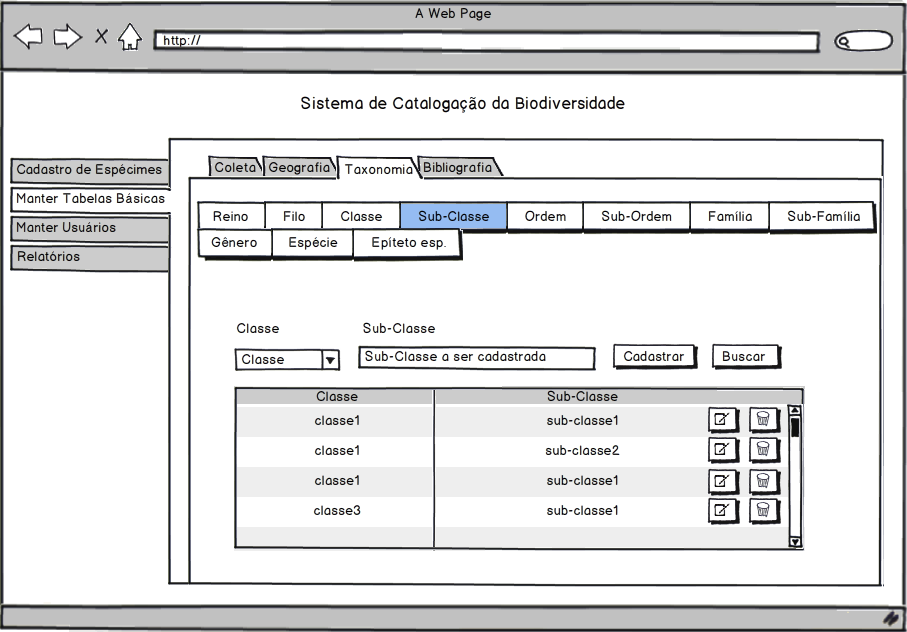 A Web Page
http://
Sistema de Catalogação da Biodiversidade
Cadastro de Espécimes
Manter Tabelas Básicas
Manter Usuários
Relatórios
Coleta Geografia Taxonomia Bibliografia
Reino Filo Classe Sub-Classe Ordem Sub-Ordem Família Sub-Família
Gênero Espécie Epíteto esp.
Classe Sub-Classe
Classe Sub-Classe a ser cadastrada Cadastrar Buscar
Classe Sub-Classe
classe1 sub-classe1
classe1 sub-classe2
classe1 sub-classe1
classe3 sub-classe1